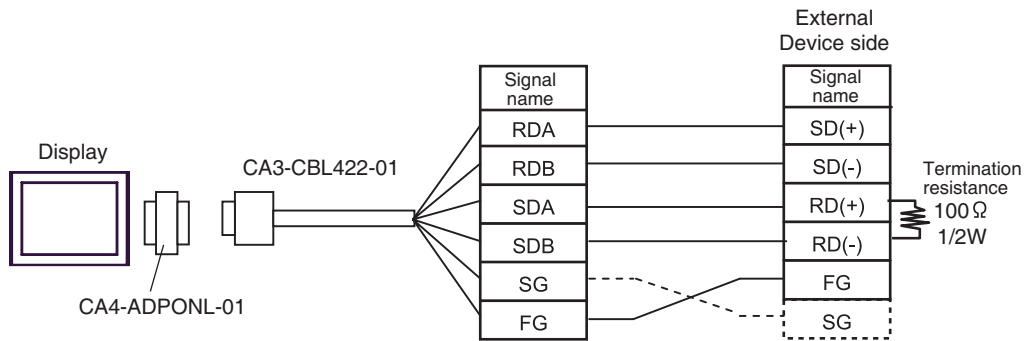 External
Device side
Signal
name
RDA
RDB
SDA
SDB
SG
FG
Signal
name
SD(+)
SD(-)
RD(+)
RD(-)
FG
SG
Display
CA3-CBL422-01
CA4-ADPONL-01
Termination
resistance
100Ω
1/2W